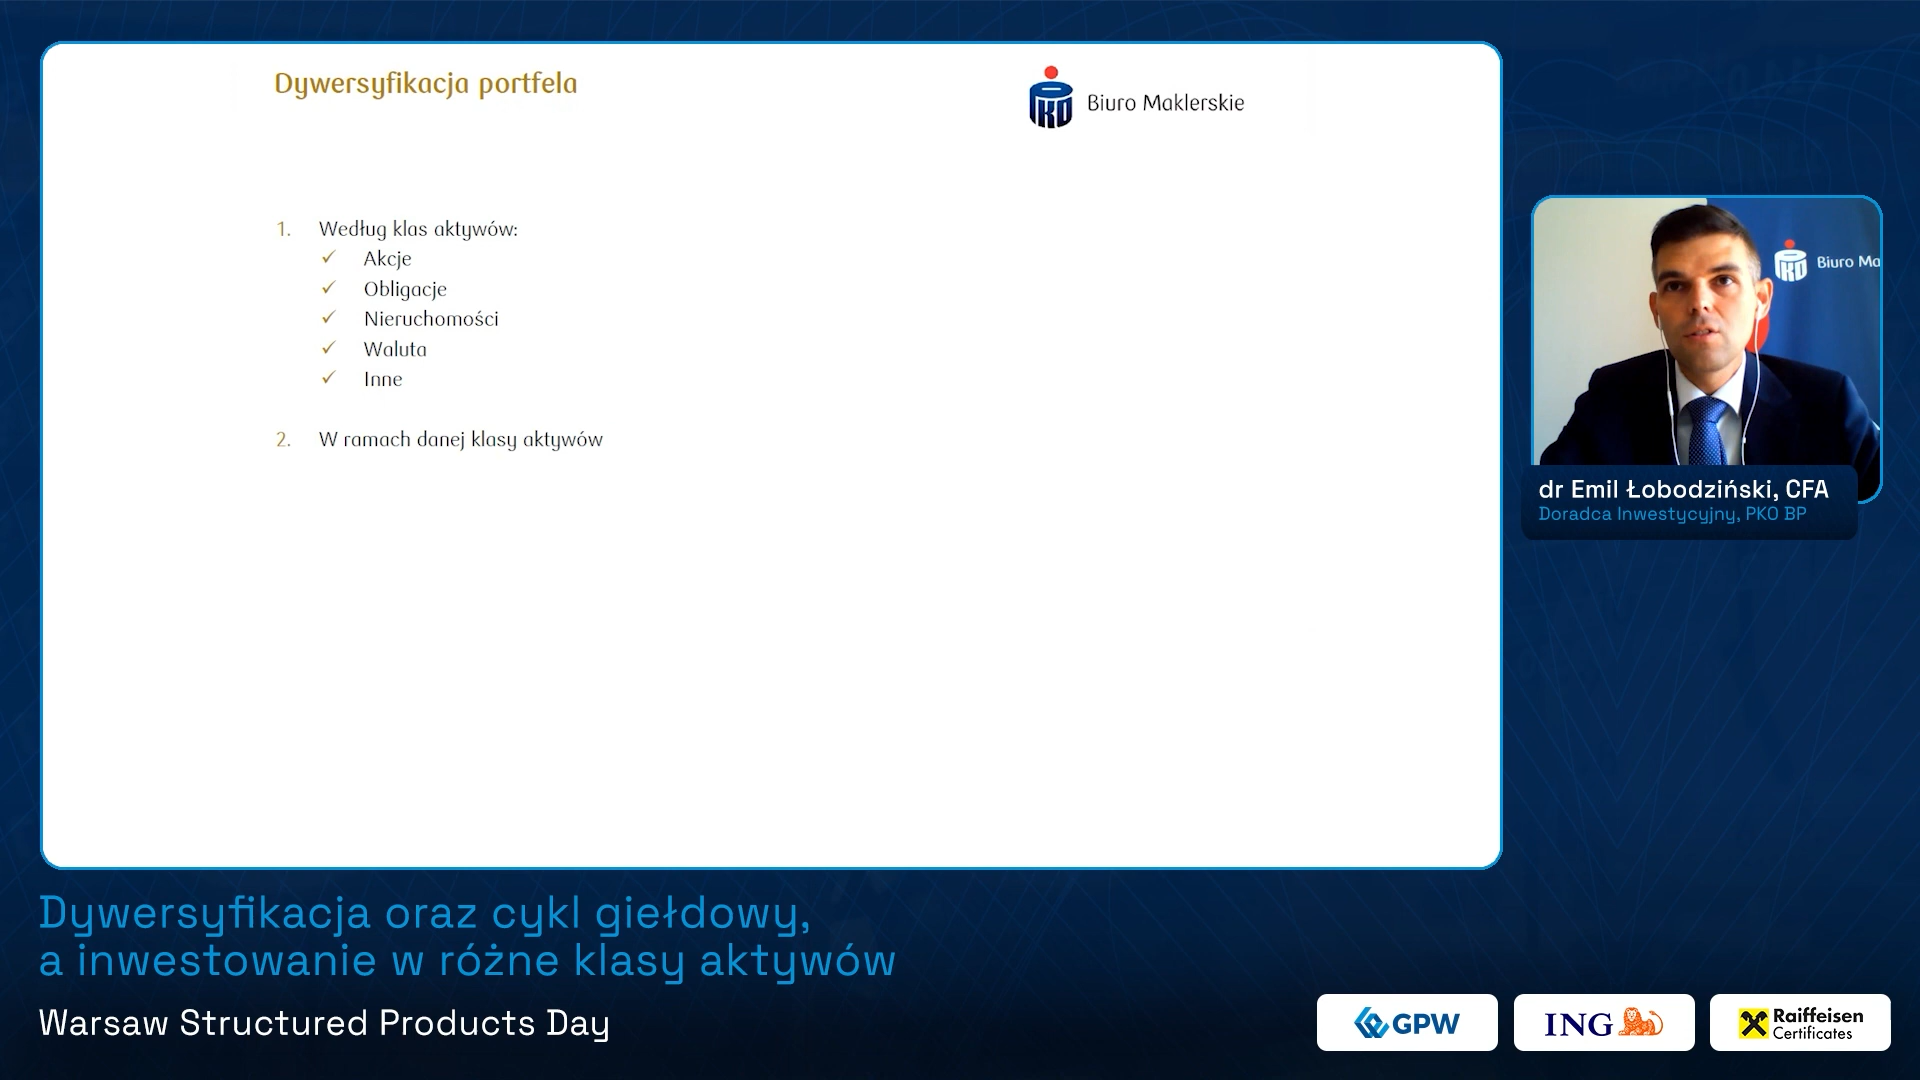 Dywersyfikacja portfela
PKO Biuro Maklerskie
1. Według klas aktywów:
✓ Akcje
✓ Obligacje
✓ Nieruchomości
✓ Waluta
✓ Inne
2. W ramach danej klasy aktywów
PKO Biuro Ma
dr Emil Łobodziński, CFA
Doradca Inwestycyjny, PKO BP
Dywersyfikacja oraz cykl giełdowy,
a inwestowanie w różne klasy aktywów
Warsaw Structured Products Day
GPW
ING
Raiffeisen
Certificates